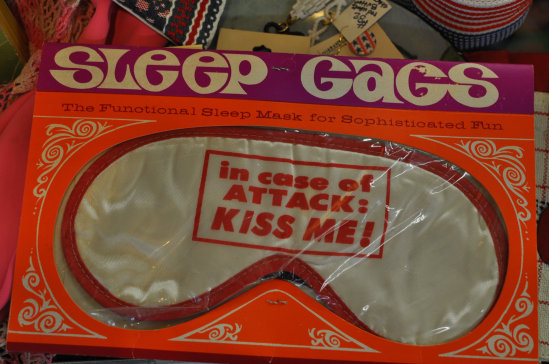 SLEEP GAGS
The Functional Sleep Mask for Sophisticated Fun
in case of
ATTACK:
KISS ME!